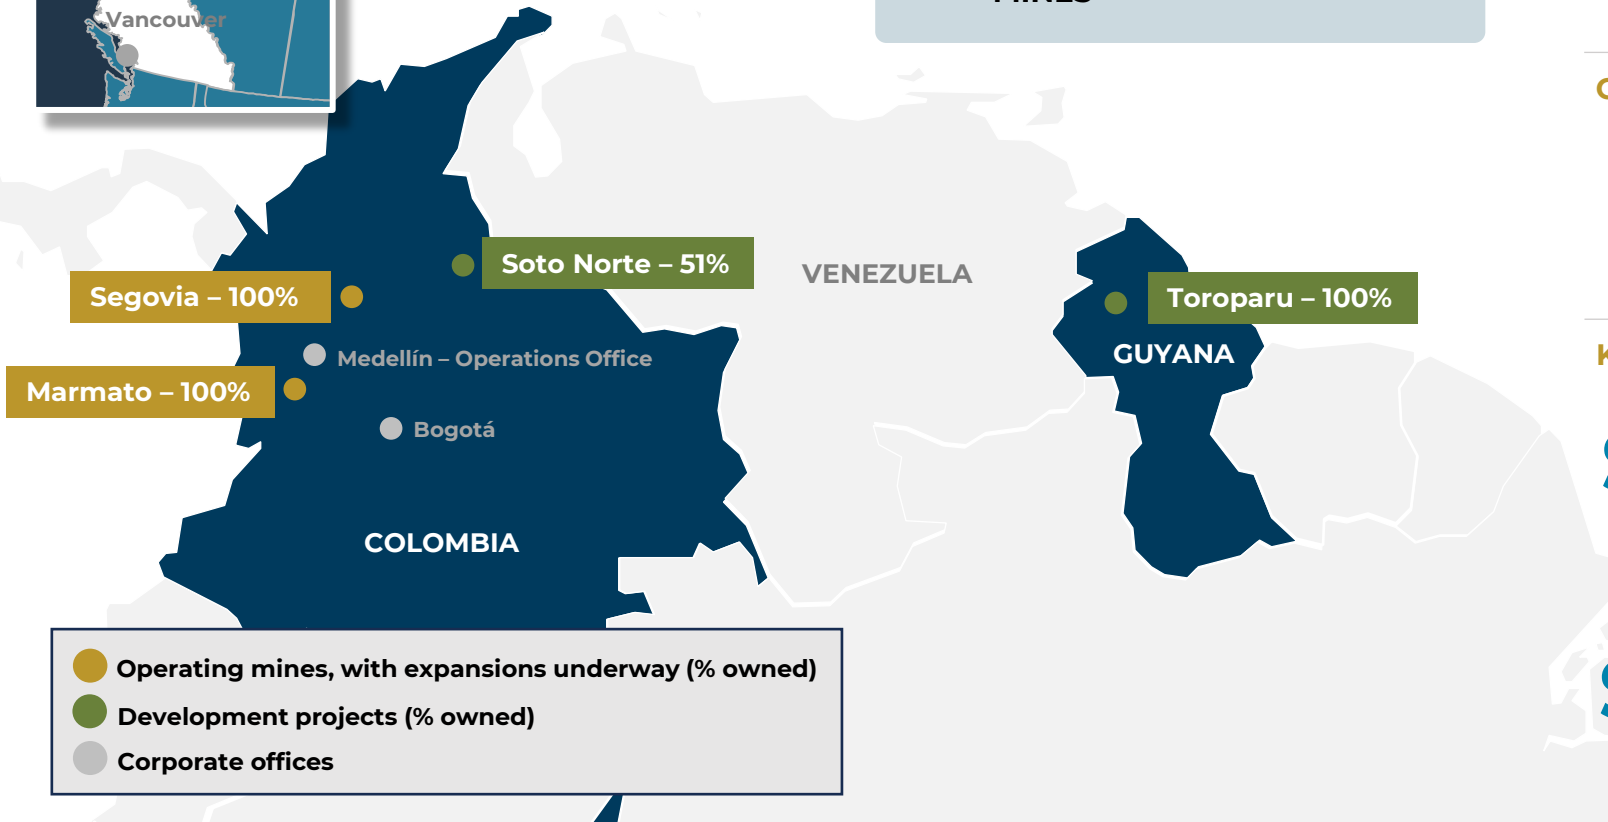 Vancouver
Soto Norte – 51%
VENEZUELA
Segovia – 100%
Toroparu – 100%
Medellín – Operations Office
GUYANA
Marmato – 100%
Bogotá
COLOMBIA
Operating mines, with expansions underway (% owned)
Development projects (% owned)
Corporate offices